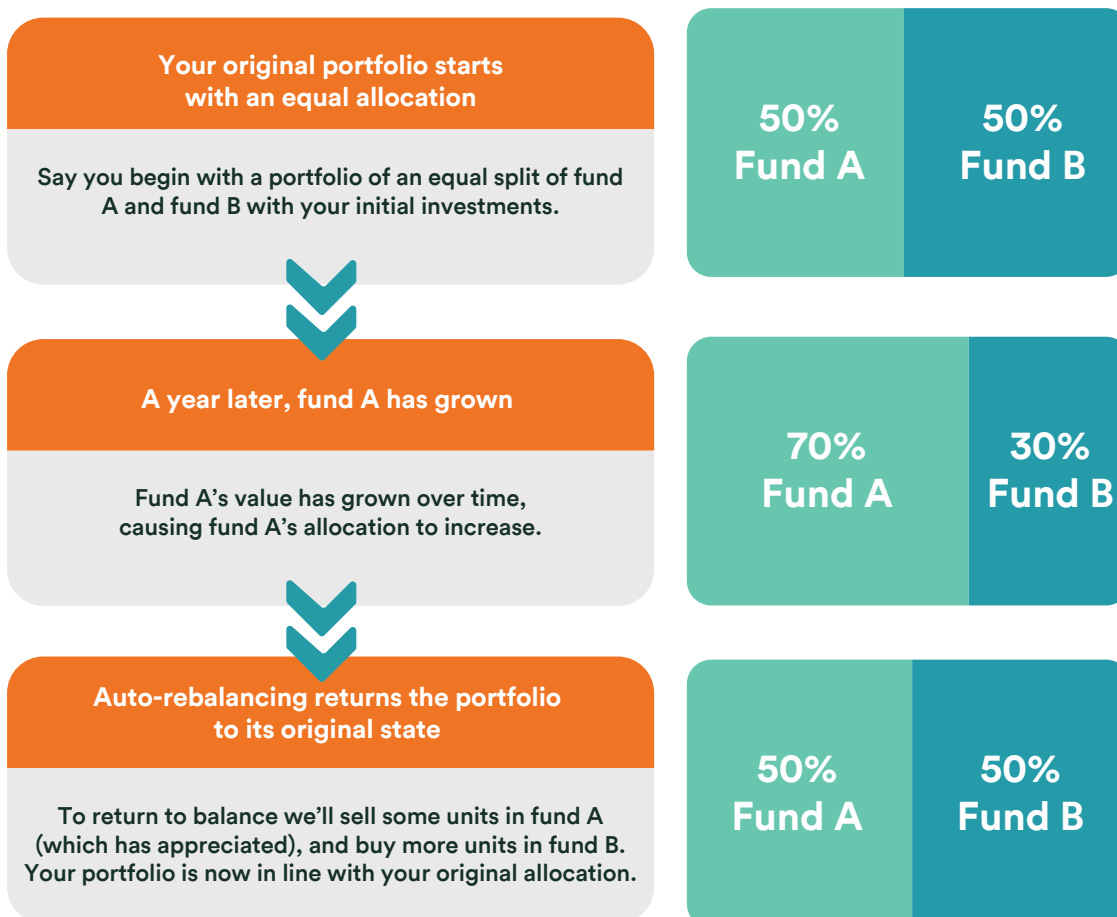 Your original portfolio starts
with an equal allocation
Say you begin with a portfolio of an equal split of fund
A and fund B with your initial investments.
50%
Fund A
50%
Fund B
A year later, fund A has grown
Fund A’s value has grown over time,
causing fund A’s allocation to increase.
70%
Fund A
30%
Fund B
Auto-rebalancing returns the portfolio
to its original state
To return to balance we’ll sell some units in fund A
(which has appreciated), and buy more units in fund B.
Your portfolio is now in line with your original allocation.
50%
Fund A
50%
Fund B